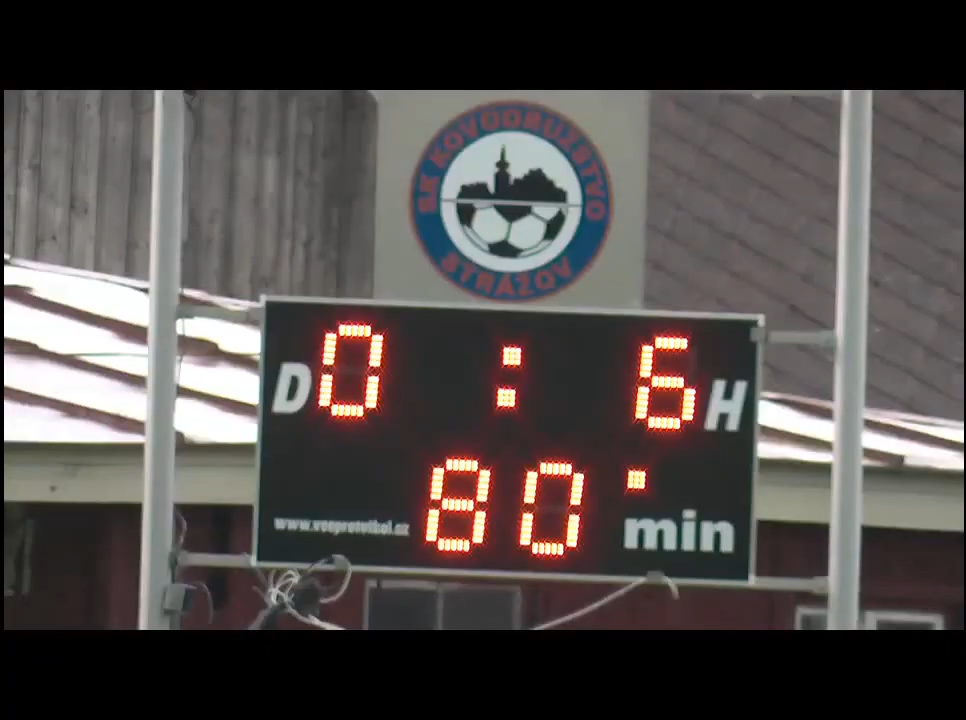 SK KOVODRUŽSTVO
STRÁŽOV
D 0 : 6 H
80 ' min
www.vseprofotbal.cz